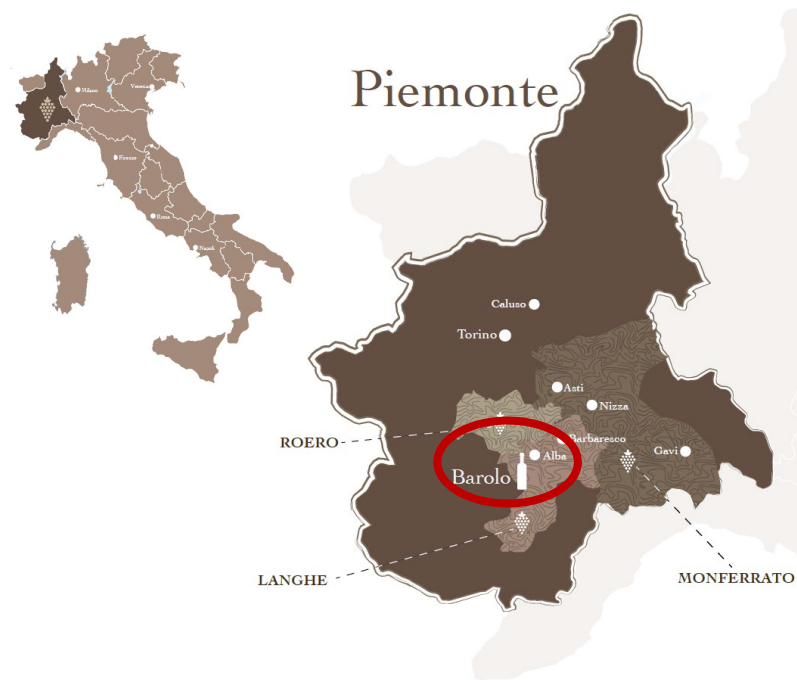 Piemonte
Milano
Venezia
Firenze
Roma
Napoli
Caluso
Torino
Asti
Nizza
ROERO
Barbaresco
Alba
Gavi
Barolo
LANGHE
MONFERRATO